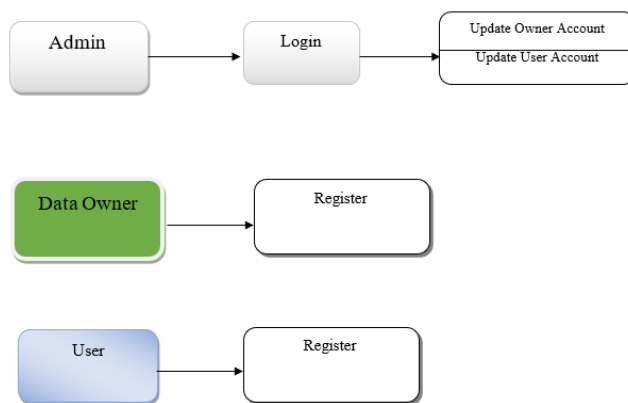 Admin
Login
Update Owner Account
Update User Account
Data Owner
Register
User
Register